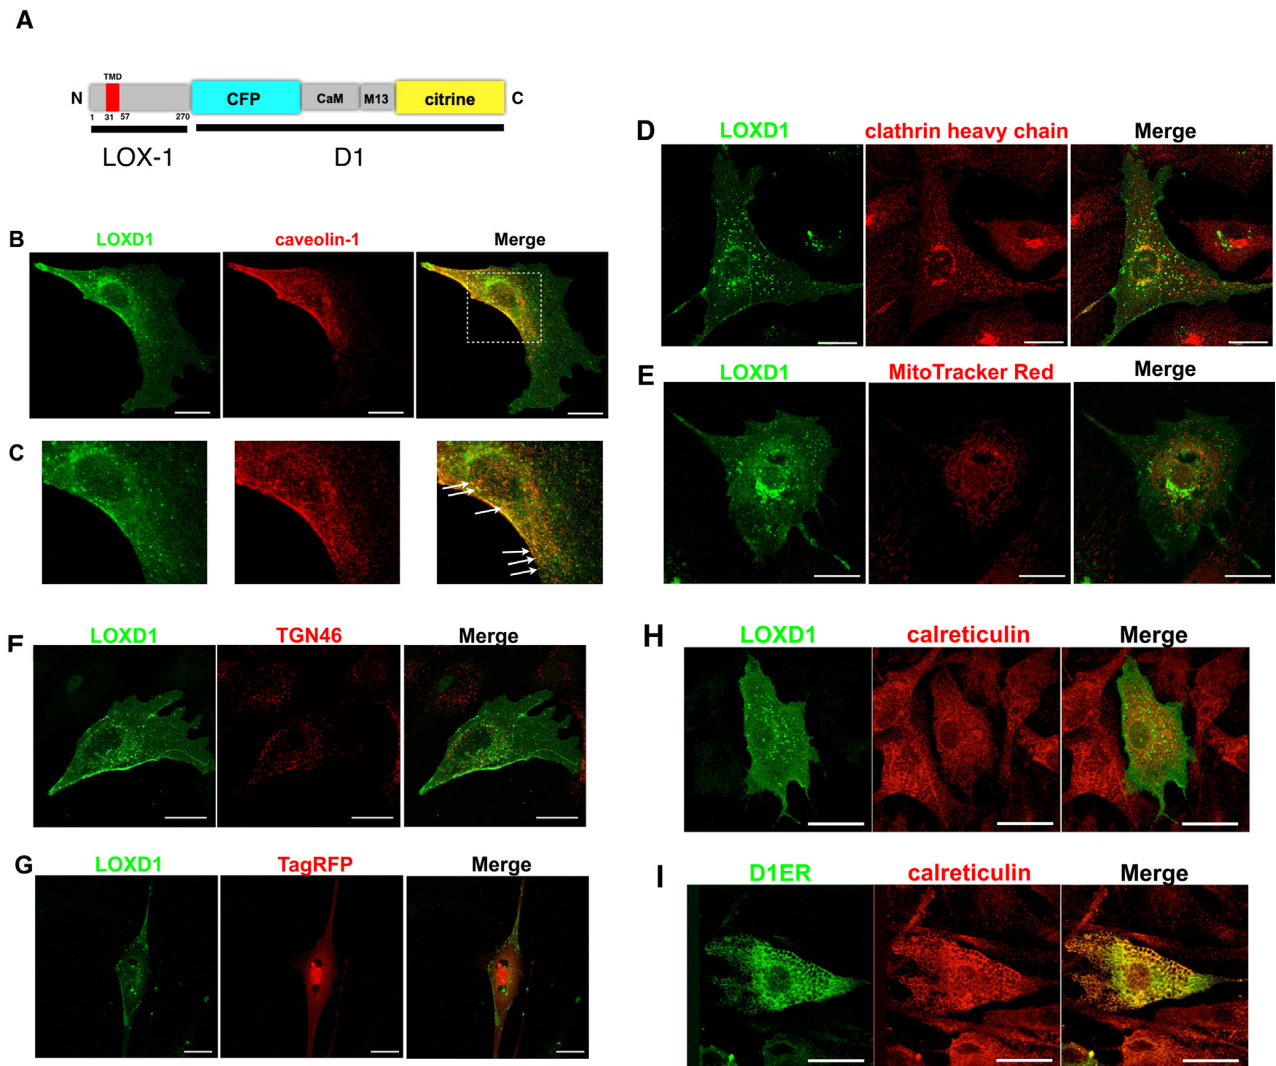 A
TMD
N CFP CaM M13 citrine C
1 31 57 270
LOX-1 D1
B LOXD1 caveolin-1 Merge
C
D LOXD1 clathrin heavy chain Merge
E LOXD1 MitoTracker Red Merge
F LOXD1 TGN46 Merge
G LOXD1 TagRFP Merge
H LOXD1 calreticulin Merge
I D1ER calreticulin Merge